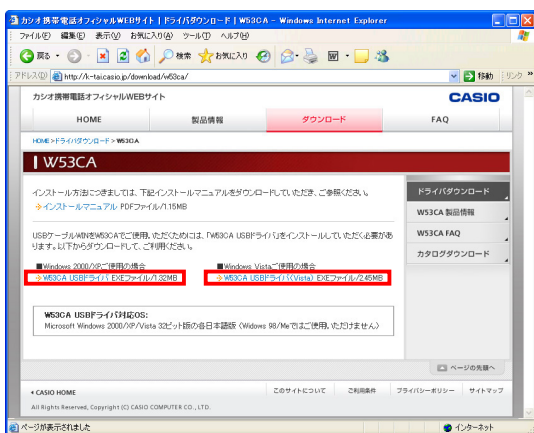 カシオ携帯電話オフィシャルWEBサイト | ドライバダウンロード | W53CA - Windows Internet Explorer
ファイル(F) 編集(E) 表示(V) お気に入り(A) ツール(T) ヘルプ(H)
戻る 検索 お気に入り
アドレス(D) http://k-tai.casio.jp/download/w53ca/ 移動 リンク »
カシオ携帯電話オフィシャルWEBサイト CASIO
HOME 製品情報 ダウンロード FAQ
HOME >ドライバダウンロード > W53CA
W53CA
インストール方法につきましては、下記インストールマニュアルをダウンロードしていただき、ご参照ください。
インストールマニュアル PDFファイル/1.15MB
USBケーブルWINをW53CAでご使用いただくためには、「W53CA USBドライバ」をインストールしていただく必要があ
ります。以下からダウンロードして、ご利用ください。
■Windows 2000/XPご使用の場合 ■Windows Vistaご使用の場合
W53CA USBドライバ EXEファイル/1.32MB W53CA USBドライバ(Vista) EXEファイル/2.45MB
W53CA USBドライバ対応OS:
Microsoft Windows 2000/XP/Vista 32ビット版の各日本語版 (Widows 98/Meではご使用いただけません)
ドライバダウンロード
W53CA 製品情報
W53CA FAQ
カタログダウンロード
ページの先頭へ
CASIO HOME このサイトについて ご利用条件 プライバシーポリシー サイトマップ
All Rights Reserved, Copyright (C) CASIO COMPUTER CO., LTD.
ページが表示されました インターネット